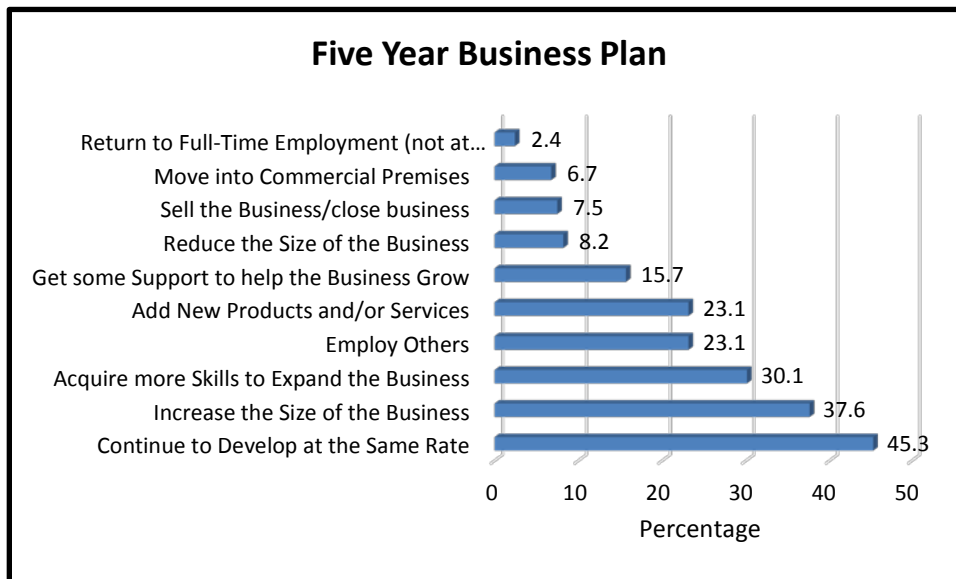 Five Year Business Plan
Return to Full-Time Employment (not at…
2.4
Move into Commercial Premises
6.7
Sell the Business/close business
7.5
Reduce the Size of the Business
8.2
Get some Support to help the Business Grow
15.7
Add New Products and/or Services
23.1
Employ Others
23.1
Acquire more Skills to Expand the Business
30.1
Increase the Size of the Business
37.6
Continue to Develop at the Same Rate
45.3
0 10 20 30 40 50
Percentage